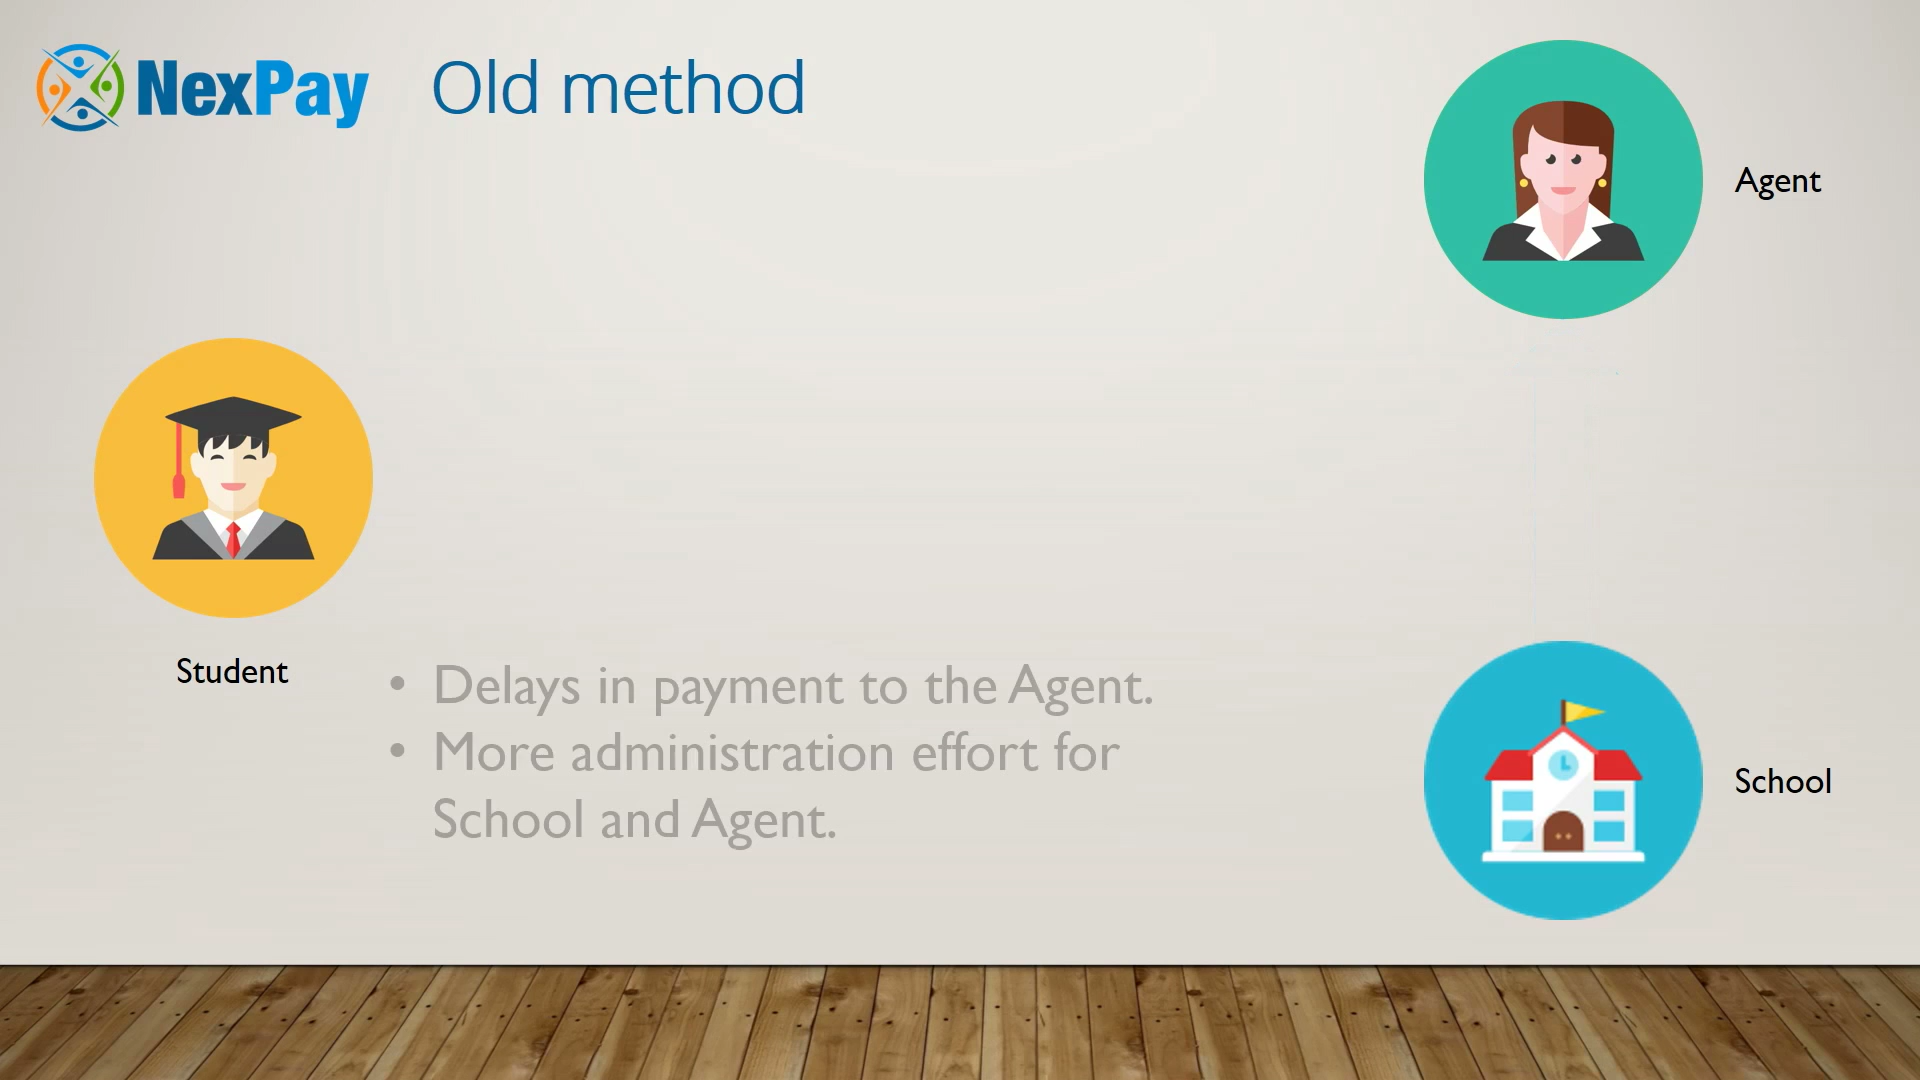 NexPay Old method
Agent
Student
• Delays in payment to the Agent.
• More administration effort for
School and Agent.
School